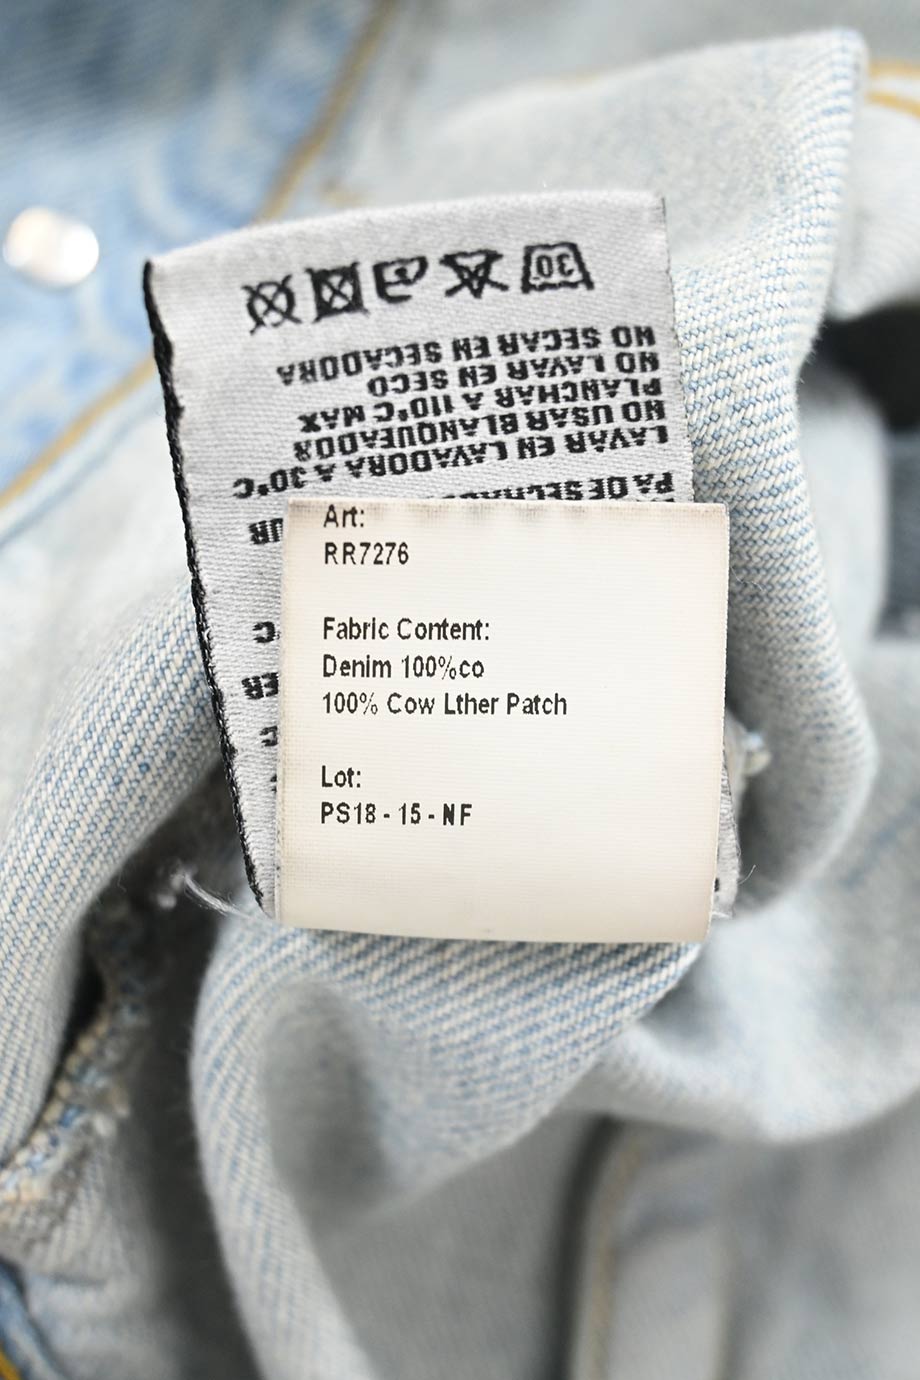 Art:
RR7276
Fabric Content:
Denim 100%co
100% Cow Lther Patch
Lot:
PS18 - 15 - NF
LAVAR EN LAVADORA A 30°C
NO USAR BLANQUEADOR
PLANCHAR A 110°C MAX
NO LAVAR EN SECO
NO SECAR EN SECADORA
30